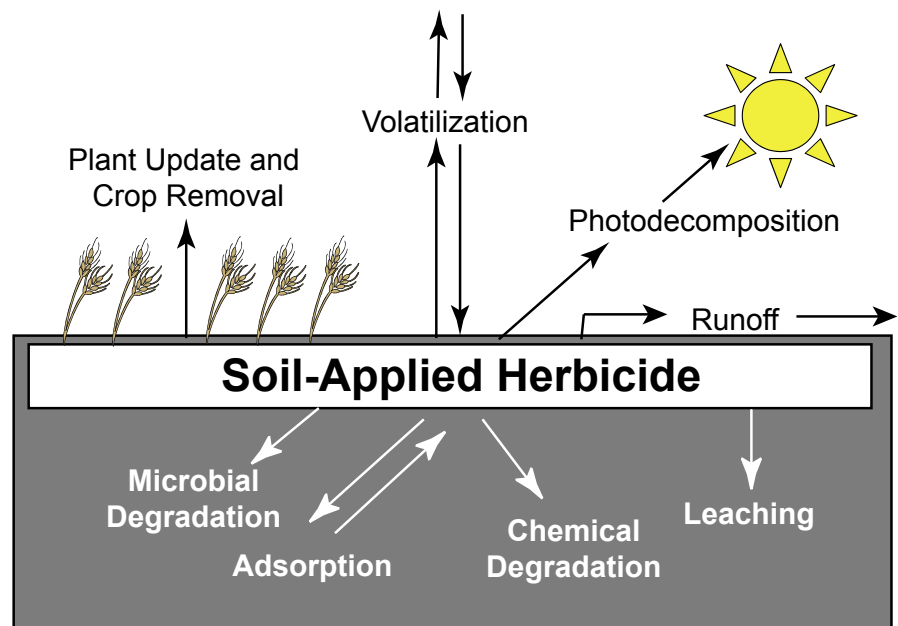 Volatilization
Plant Update and
Crop Removal
Photodecomposition
Runoff
Soil-Applied Herbicide
Microbial
Degradation
Adsorption
Chemical
Degradation
Leaching